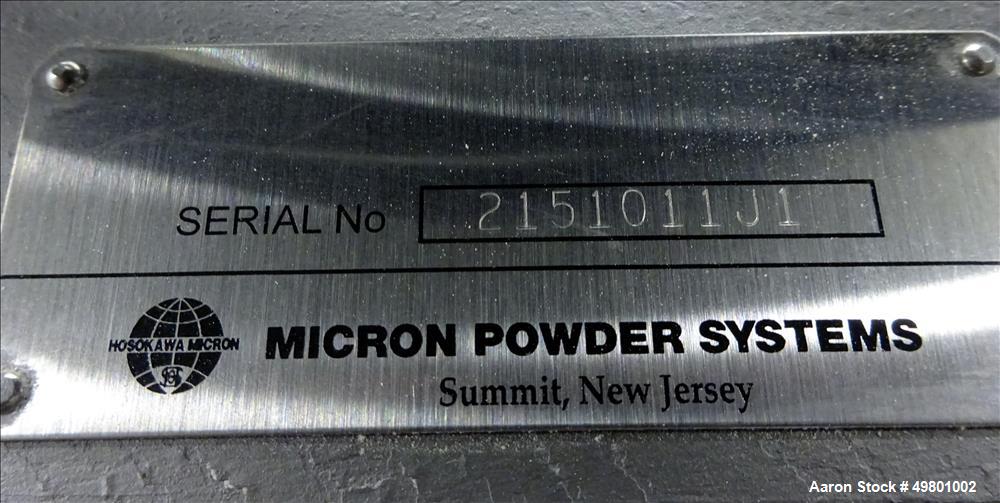 SERIAL No 2151011J1
HOSOKAWA MICRON
MICRON POWDER SYSTEMS
Summit, New Jersey
Aaron Stock # 49801002